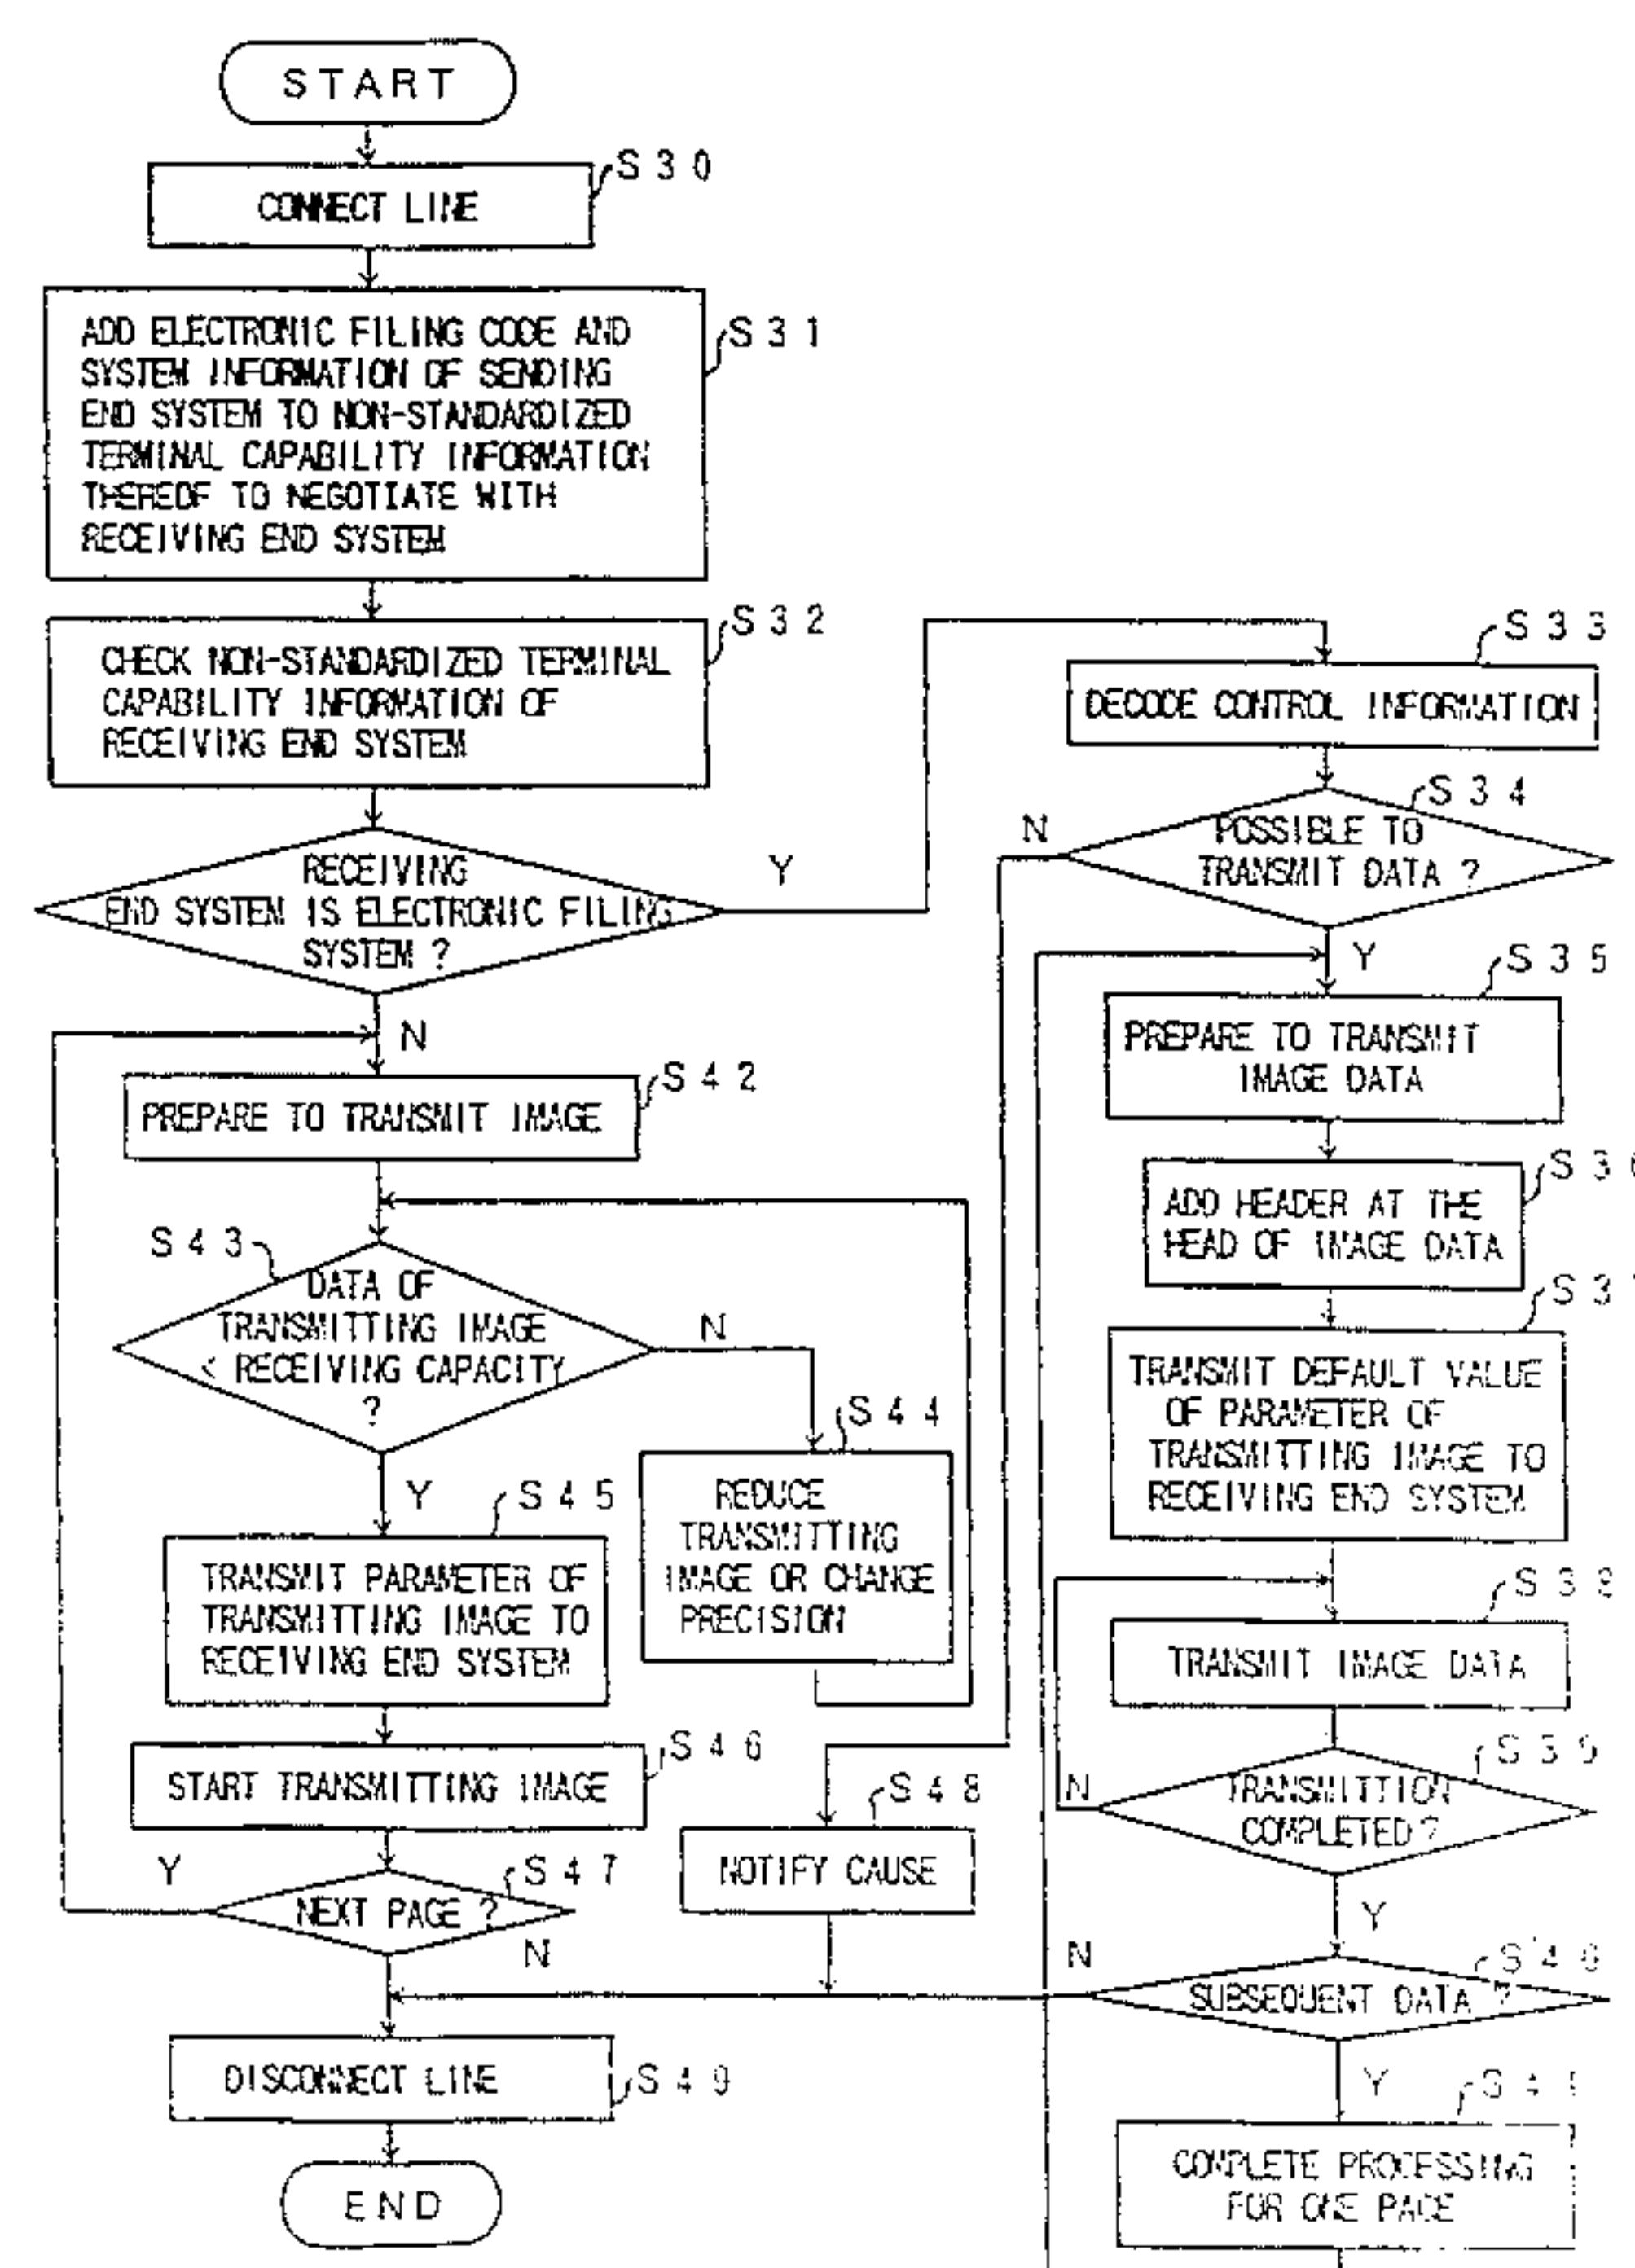 START
S30
CONNECT LINE
S31
ADD ELECTRONIC FILING CODE AND
SYSTEM INFORMATION OF SENDING
END SYSTEM TO NON-STANDARDIZED
TERMINAL CAPABILITY INFORMATION
THEREOF TO NEGOTIATE WITH
RECEIVING END SYSTEM
S32
CHECK NON-STANDARDIZED TERMINAL
CAPABILITY INFORMATION OF
RECEIVING END SYSTEM
RECEIVING
END SYSTEM IS ELECTRONIC FILING
SYSTEM ?
Y
N
S42
PREPARE TO TRANSMIT IMAGE
S43
DATA OF
TRANSMITTING IMAGE
< RECEIVING CAPACITY
?
N
S44
REDUCE
TRANSMITTING
IMAGE OR CHANGE
PRECISION
Y
S45
TRANSMIT PARAMETER OF
TRANSMITTING IMAGE TO
RECEIVING END SYSTEM
S46
START TRANSMITTING IMAGE
Y
S47
NEXT PAGE ?
N
S48
NOTIFY CAUSE
DISCONNECT LINE
S49
END
S33
DECODE CONTROL INFORMATION
S34
N
POSSIBLE TO
TRANSMIT DATA ?
Y
S35
PREPARE TO TRANSMIT
IMAGE DATA
ADD HEADER AT THE
HEAD OF IMAGE DATA
TRANSMIT DEFAULT VALUE
OF PARAMETER OF
TRANSMITTING IMAGE TO
RECEIVING END SYSTEM
S38
TRANSMIT IMAGE DATA
S39
N
TRANSMITTION
COMPLETED ?
Y
N
S40
SUBSEQUENT DATA ?
Y
COMPLETE PROCESSING
FOR ONE PAGE